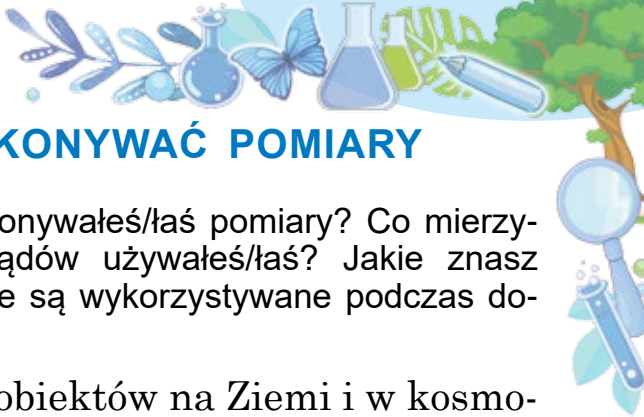 KONYWAĆ POMIARY
onywałeś/łaś pomiary? Co mierzy-
ądów używałeś/łaś? Jakie znasz
e są wykorzystywane podczas do-
obiektów na Ziemi i w kosmo-